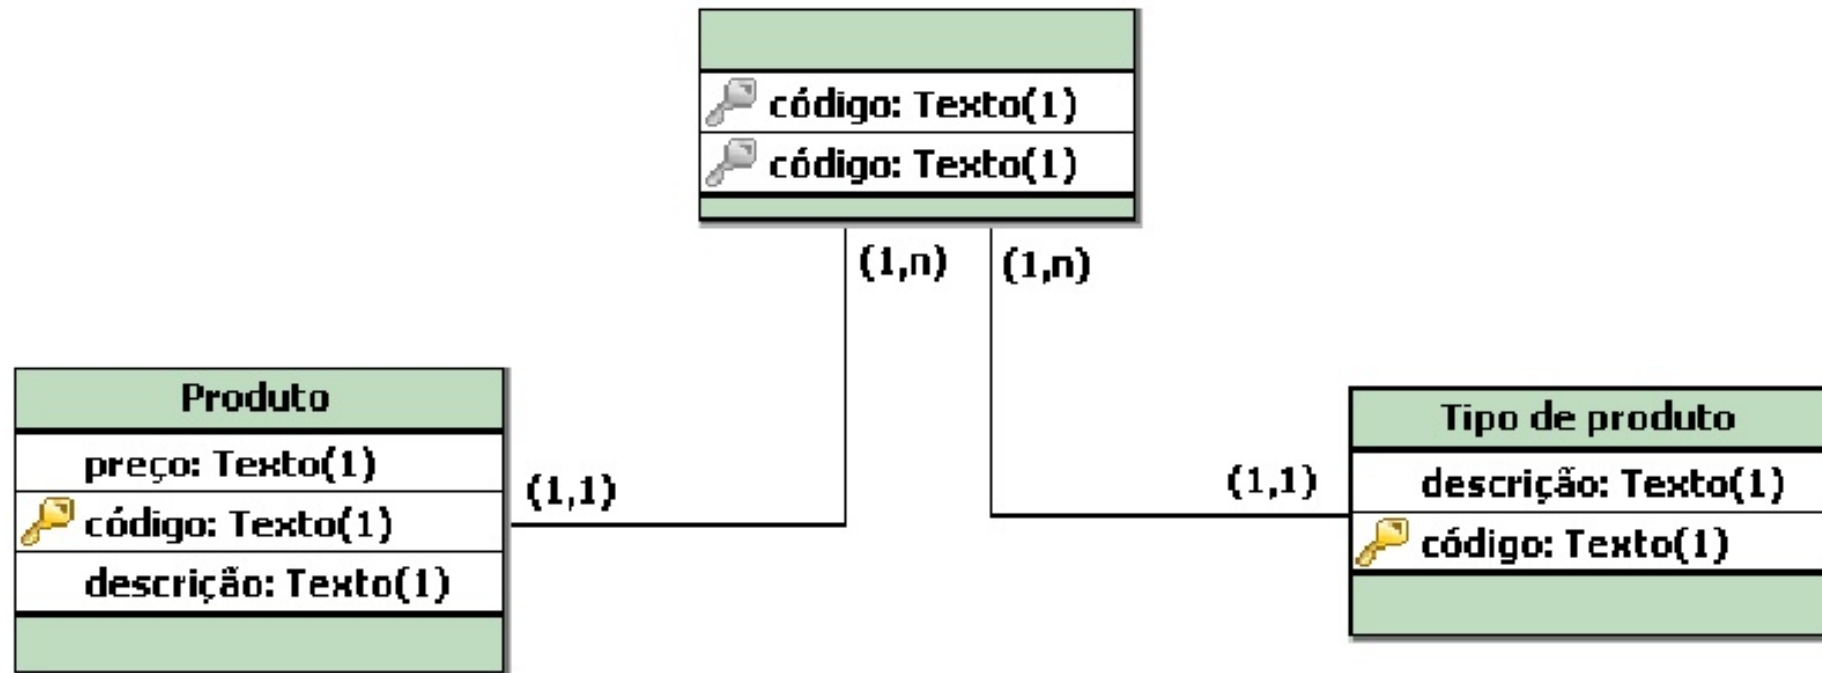 código: Texto(1)
código: Texto(1)
(1,n)
(1,n)
Produto
preço: Texto(1)
código: Texto(1)
descrição: Texto(1)
(1,1)
(1,1)
Tipo de produto
descrição: Texto(1)
código: Texto(1)